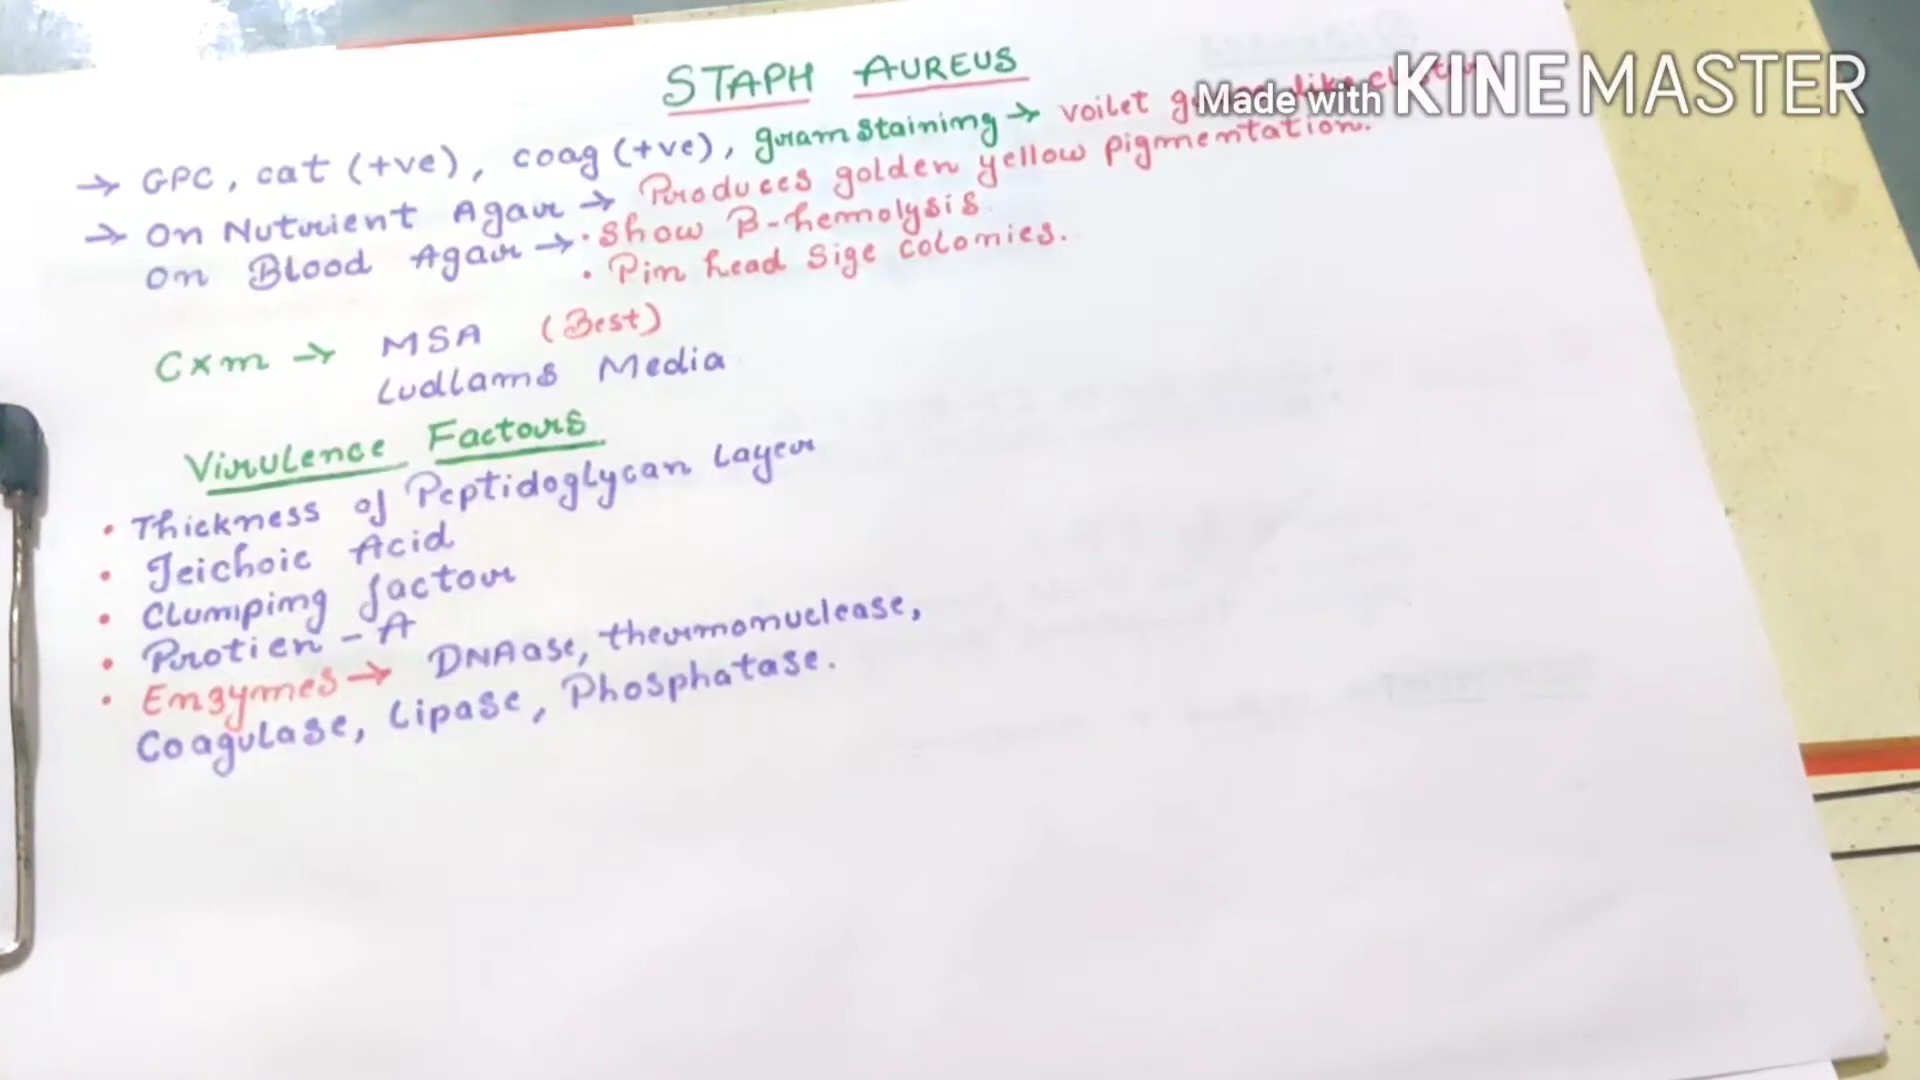 STAPH AUREUS
Made with KINEMASTER
→ GPC, cat (+ve), coag (+ve), gram staining → voilet
→ On Nutrient Agar → Produces golden yellow pigmentation.
On Blood Agar → • Show B-hemolysis
• Pin head Size colonies.
Cxm → MSA (Best)
Ludlams Media
Virulence Factors
• Thickness of Peptidoglycan Layer
• Teichoic Acid
• Clumping factor
• Protien - A
• Enzymes → DNAase, thermonuclease,
Coagulase, Lipase, Phosphatase.